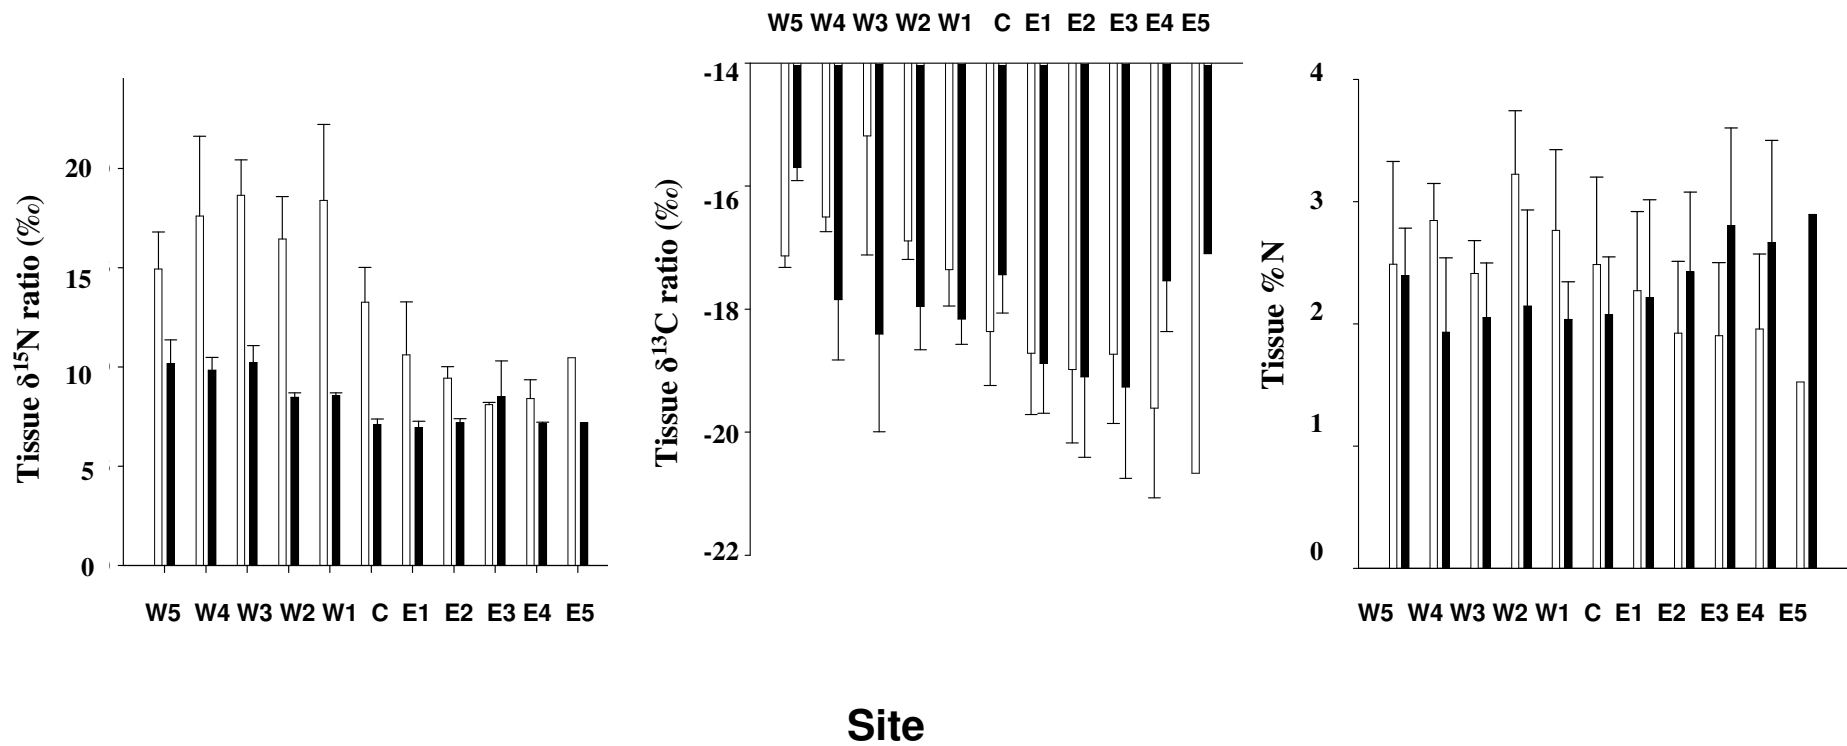 W5 W4 W3 W2 W1 C E1 E2 E3 E4 E5
Tissue δ15N ratio (‰)
20
15
10
5
0
W5 W4 W3 W2 W1 C E1 E2 E3 E4 E5
Tissue δ13C ratio (‰)
-14
-16
-18
-20
-22
Tissue %N
4
3
2
1
0
W5 W4 W3 W2 W1 C E1 E2 E3 E4 E5
Site